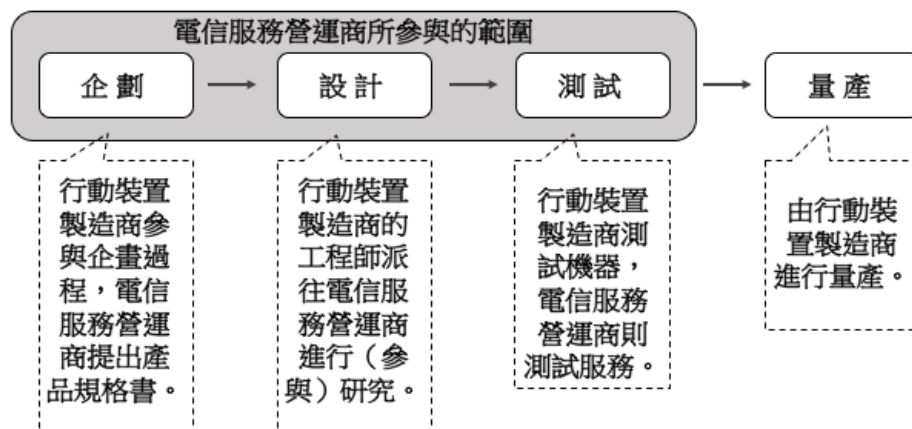 電信服務營運商所參與的範圍
企劃
設計
測試
量產
行動裝置
製造商參
與企畫過
程，電信
服務營運
商提出產
品規格書。
行動裝置
製造商的
工程師派
往電信服
務營運商
進行（參
與）研究。
行動裝置
製造商測
試機器，
電信服務
營運商則
測試服務。
由行動裝
置製造商
進行量產。